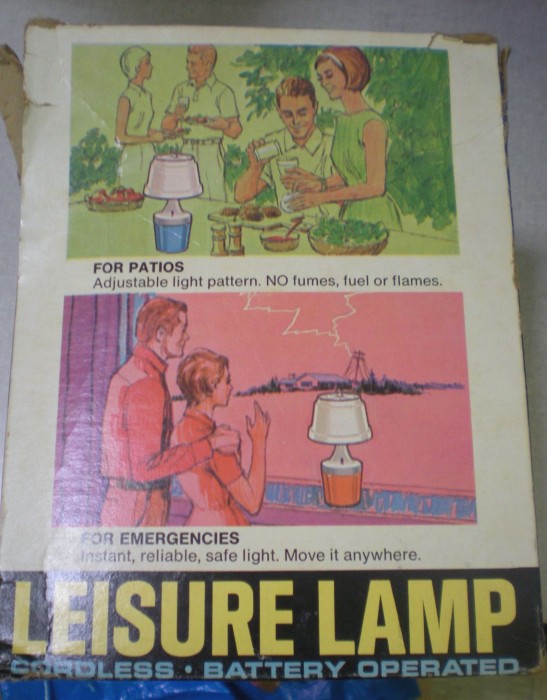 FOR PATIOS
Adjustable light pattern. NO fumes, fuel or flames.
FOR EMERGENCIES
Instant, reliable, safe light. Move it anywhere.
LEISURE LAMP
CORDLESS • BATTERY OPERATED